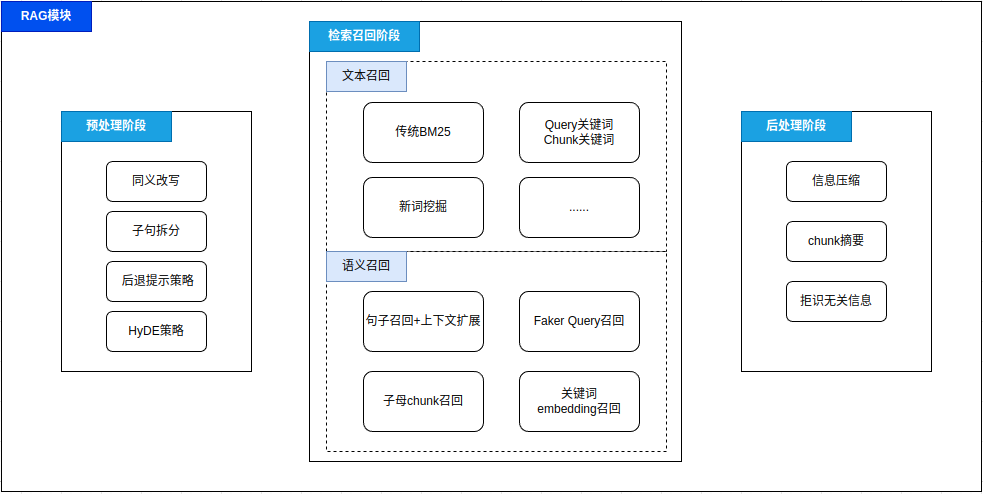 RAG模块
预处理阶段
同义改写
子句拆分
后退提示策略
HyDE策略
检索召回阶段
文本召回
传统BM25
Query关键词
Chunk关键词
新词挖掘
......
语义召回
句子召回+上下文扩展
Faker Query召回
子母chunk召回
关键词
embedding召回
后处理阶段
信息压缩
chunk摘要
拒识无关信息